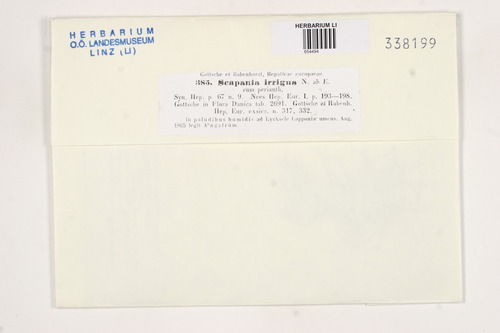 HERBARIUM
O.Ö. LANDESMUSEUM
LINZ (LI)
HERBARIUM LI
338199
Gottsche et Rabenhorst, Hepaticae europaeae.
385. Scapania irrigua N. ab E.
cum perianth.
Syn. Hep. p. 67 n. 9. Nees Hep. Eur. I. p. 193—198.
Gottsche in Flora Danica tab. 2691. Gottsche et Rabenh.
Hep. Eur. exsicc. n. 317, 332.
in paludibus humidis ad Lycksele Lapponiae umens. Aug.
1865 legit Ångström